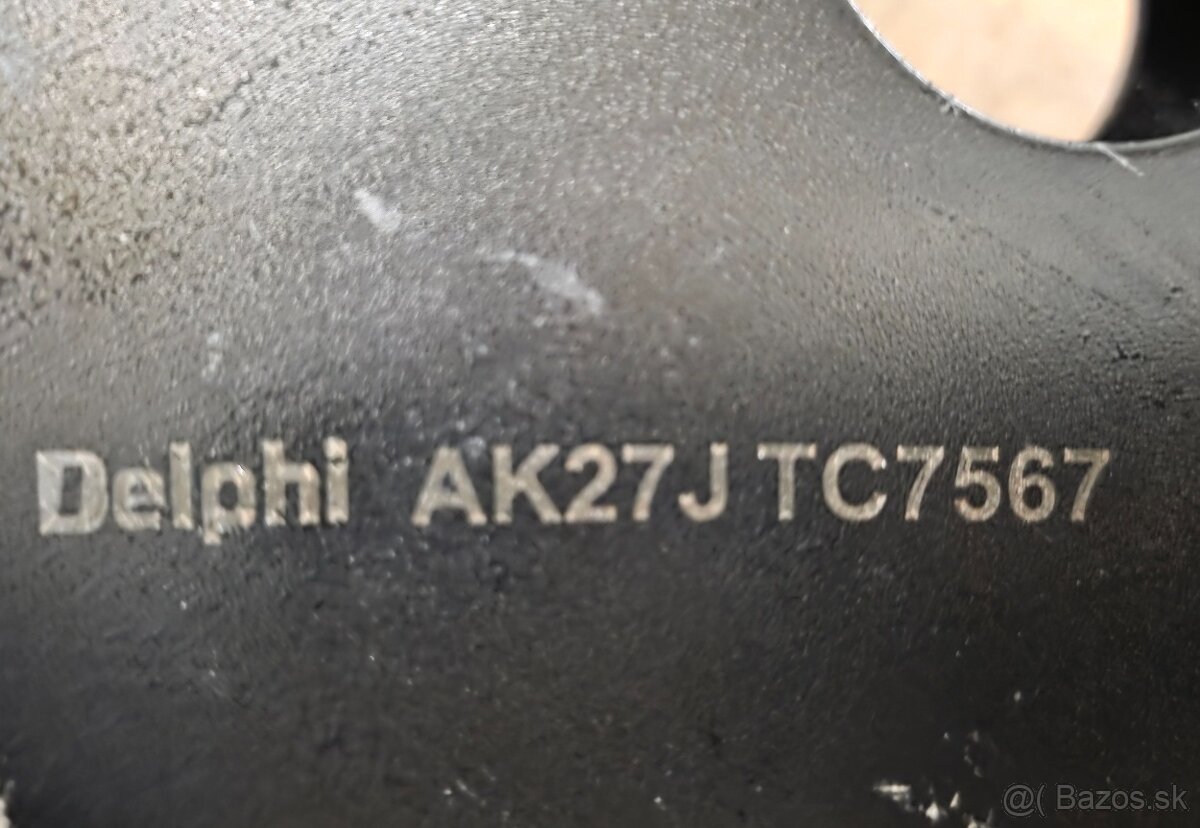 Delphi AK27J TC7567
@( Bazos.sk